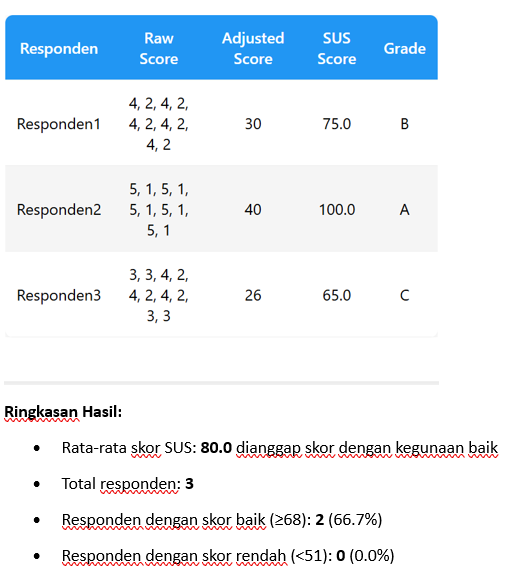 Responden Raw Score Adjusted Score SUS Score Grade
Responden1 4, 2, 4, 2, 4, 2, 4, 2, 4, 2 30 75.0 B
Responden2 5, 1, 5, 1, 5, 1, 5, 1, 5, 1 40 100.0 A
Responden3 3, 3, 4, 2, 4, 2, 4, 2, 3, 3 26 65.0 C
Ringkasan Hasil:
• Rata-rata skor SUS: 80.0 dianggap skor dengan kegunaan baik
• Total responden: 3
• Responden dengan skor baik (≥68): 2 (66.7%)
• Responden dengan skor rendah (<51): 0 (0.0%)